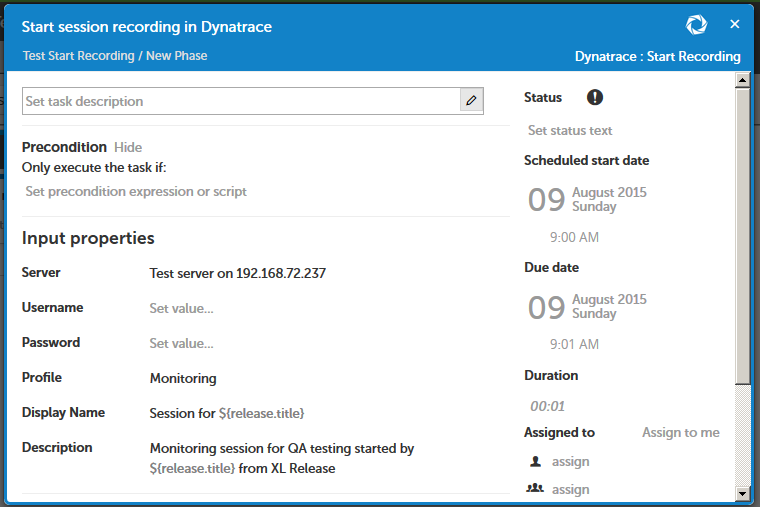 Start session recording in Dynatrace
Test Start Recording / New Phase
Dynatrace : Start Recording
Set task description
Precondition Hide
Only execute the task if:
Set precondition expression or script
Input properties
Server Test server on 192.168.72.237
Username Set value...
Password Set value...
Profile Monitoring
Display Name Session for ${release.title}
Description Monitoring session for QA testing started by
${release.title} from XL Release
Status
Set status text
Scheduled start date
09 August 2015
Sunday
9:00 AM
Due date
09 August 2015
Sunday
9:01 AM
Duration
00:01
Assigned to Assign to me
assign
assign